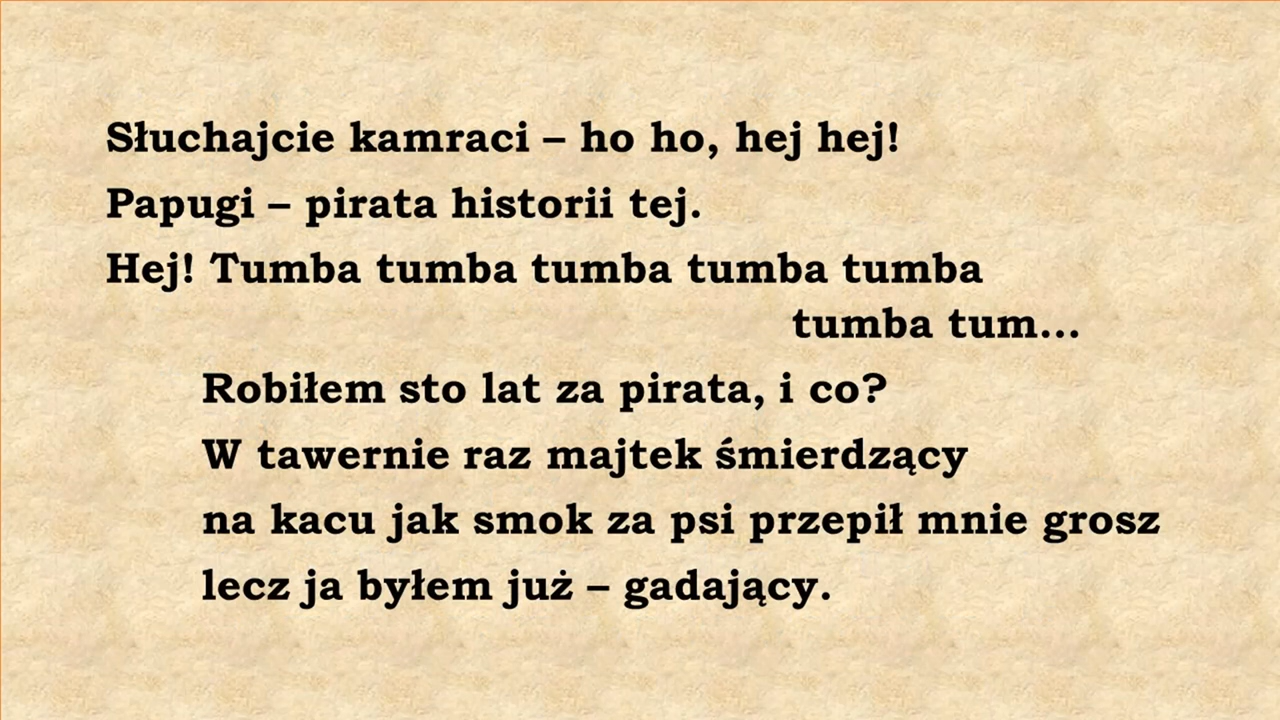 Słuchajcie kamraci – ho ho, hej hej!
Papugi – pirata historii tej.
Hej! Tumba tumba tumba tumba tumba
tumba tum...
Robiłem sto lat za pirata, i co?
W tawernie raz majtek śmierdzący
na kacu jak smok za psi przepił mnie grosz
lecz ja byłem już – gadający.